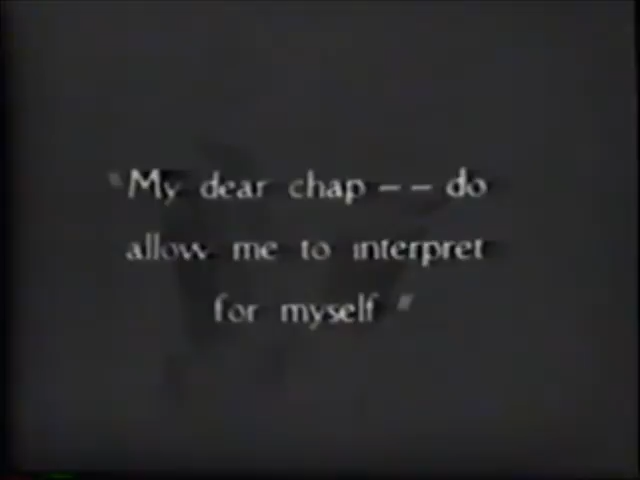 "My dear chap -- do
allow me to interpret
for myself"